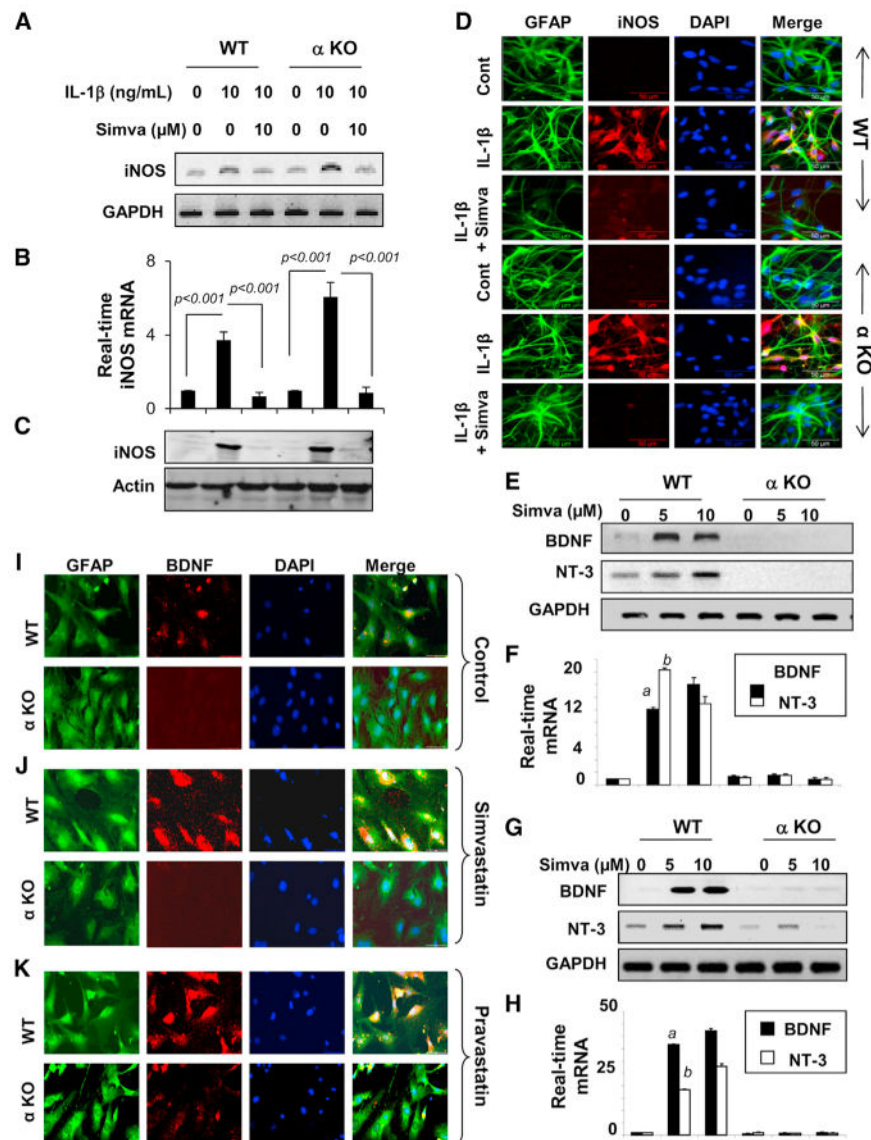 A
WT α KO
IL-1β (ng/mL) 0 10 10 0 10 10
Simva (µM) 0 0 10 0 0 10
iNOS
GAPDH
B
Real-time
iNOS mRNA
8
4
0
p<0.001
p<0.001
p<0.001
p<0.001
C
iNOS
Actin
D
GFAP iNOS DAPI Merge
Cont
IL-1β
IL-1β
+ Simva
Cont
IL-1β
IL-1β
+ Simva
WT
α KO
E
WT α KO
Simva (µM) 0 5 10 0 5 10
BDNF
NT-3
GAPDH
F
Real-time
mRNA
20
12
4
0
a
b
BDNF
NT-3
G
WT α KO
Simva (µM) 0 5 10 0 5 10
BDNF
NT-3
GAPDH
H
Real-time
mRNA
50
25
0
a
b
BDNF
NT-3
I
GFAP BDNF DAPI Merge
WT
α KO
Control
J
WT
α KO
Simvastatin
K
WT
α KO
Pravastatin